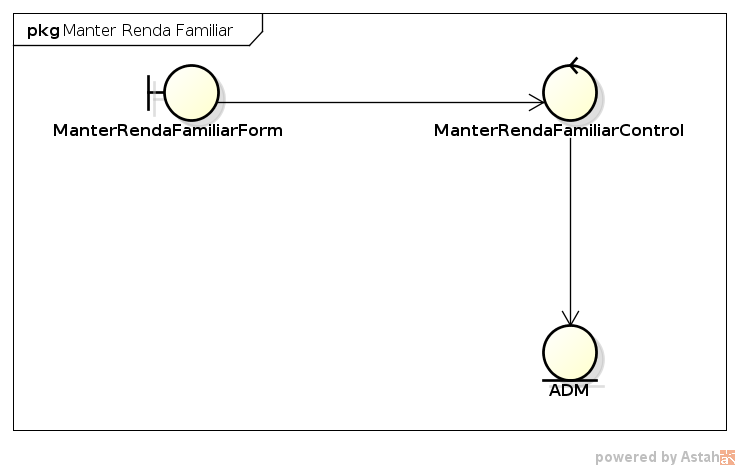 pkg Manter Renda Familiar
ManterRendaFamiliarForm
ManterRendaFamiliarControl
ADM
powered by Astah